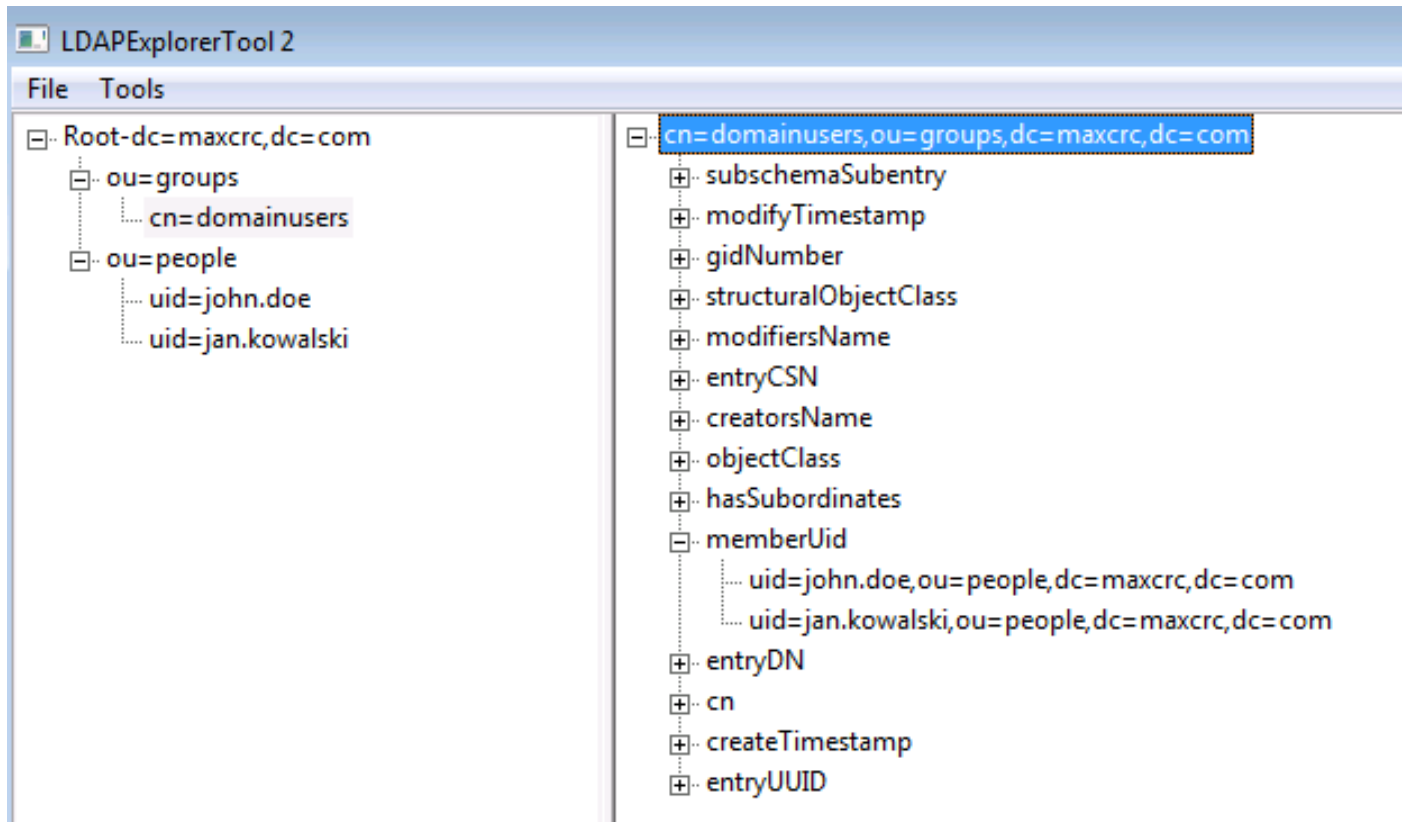 LDAPExplorerTool 2
File Tools
Root-dc=maxcrc,dc=com
ou=groups
cn=domainusers
ou=people
uid=john.doe
uid=jan.kowalski
cn=domainusers,ou=groups,dc=maxcrc,dc=com
subschemaSubentry
modifyTimestamp
gidNumber
structuralObjectClass
modifiersName
entryCSN
creatorsName
objectClass
hasSubordinates
memberUid
uid=john.doe,ou=people,dc=maxcrc,dc=com
uid=jan.kowalski,ou=people,dc=maxcrc,dc=com
entryDN
cn
createTimestamp
entryUUID